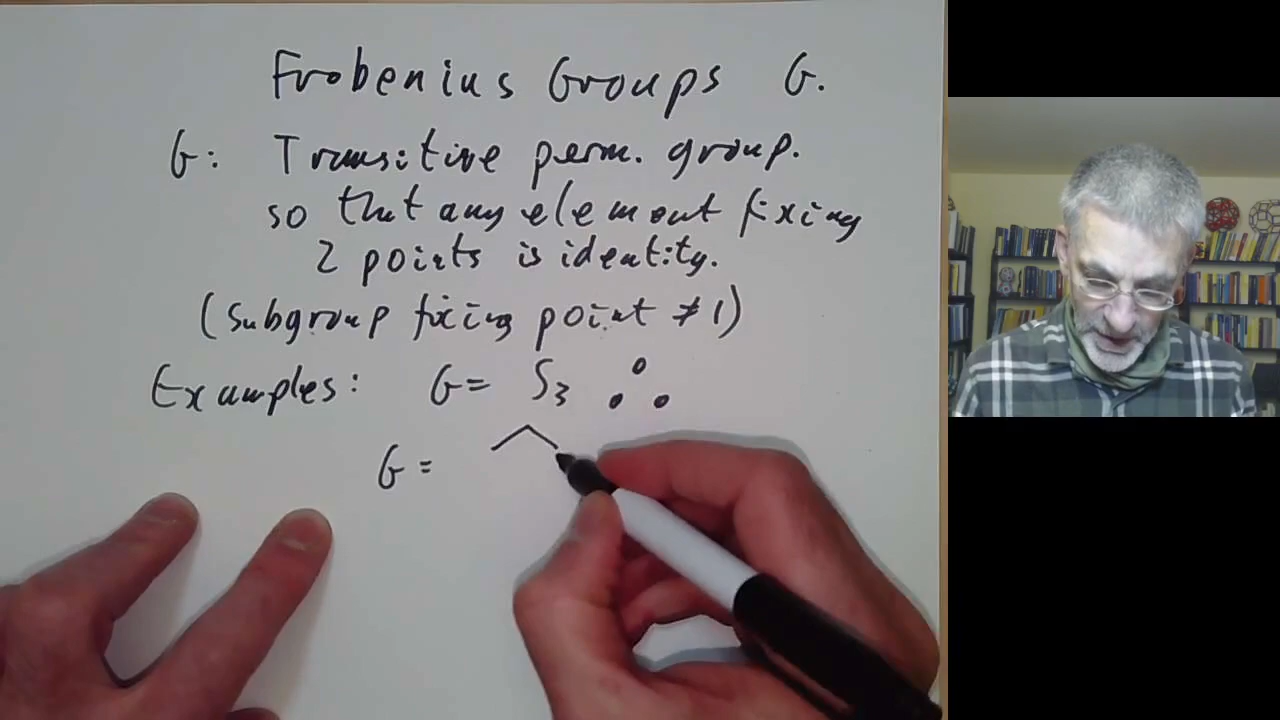 Frobenius Groups G.
G: Transitive perm. group.
so that any element fixing
2 points is identity.
(Subgroup fixing point ≠ 1)
Examples: G = S₃
G =